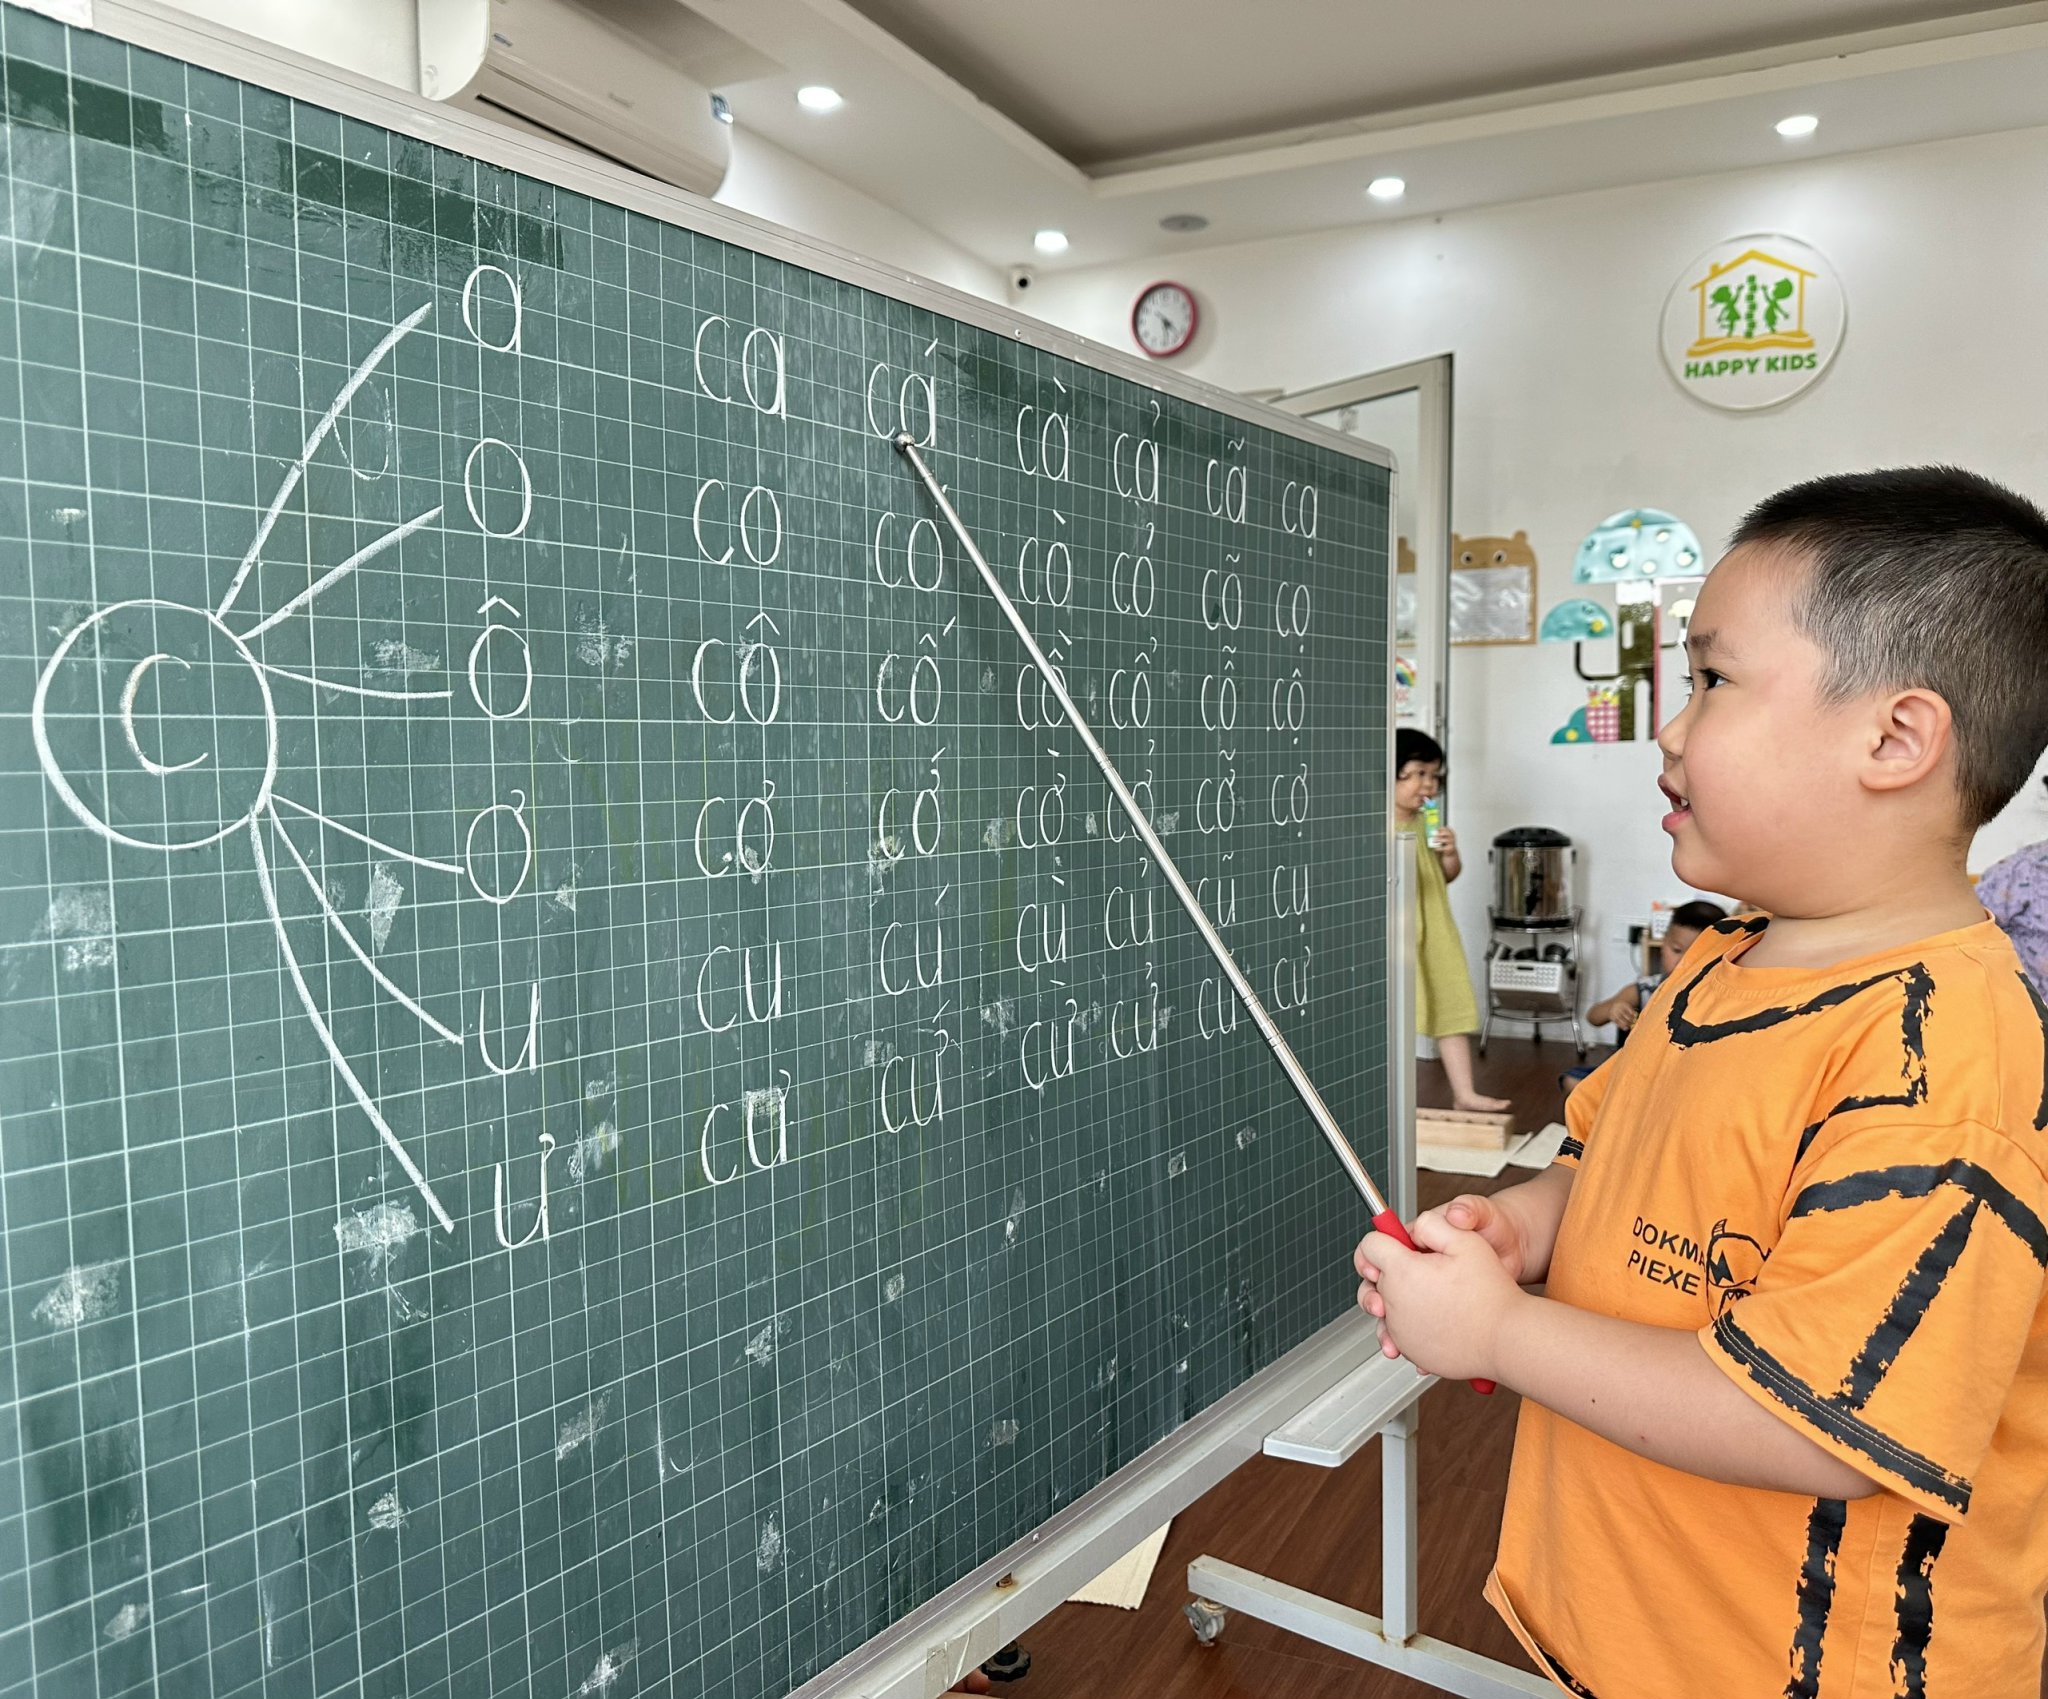 c
a ca cá cà cả cã cạ
o co có cò cỏ cõ cọ
ô cô cố cồ cổ cỗ cộ
ơ cơ cớ cờ cở cỡ cợ
u cu cú cù củ cũ cụ
ư cư cứ cừ cử cữ cự
HAPPY KIDS
DOKMA
PIEXE